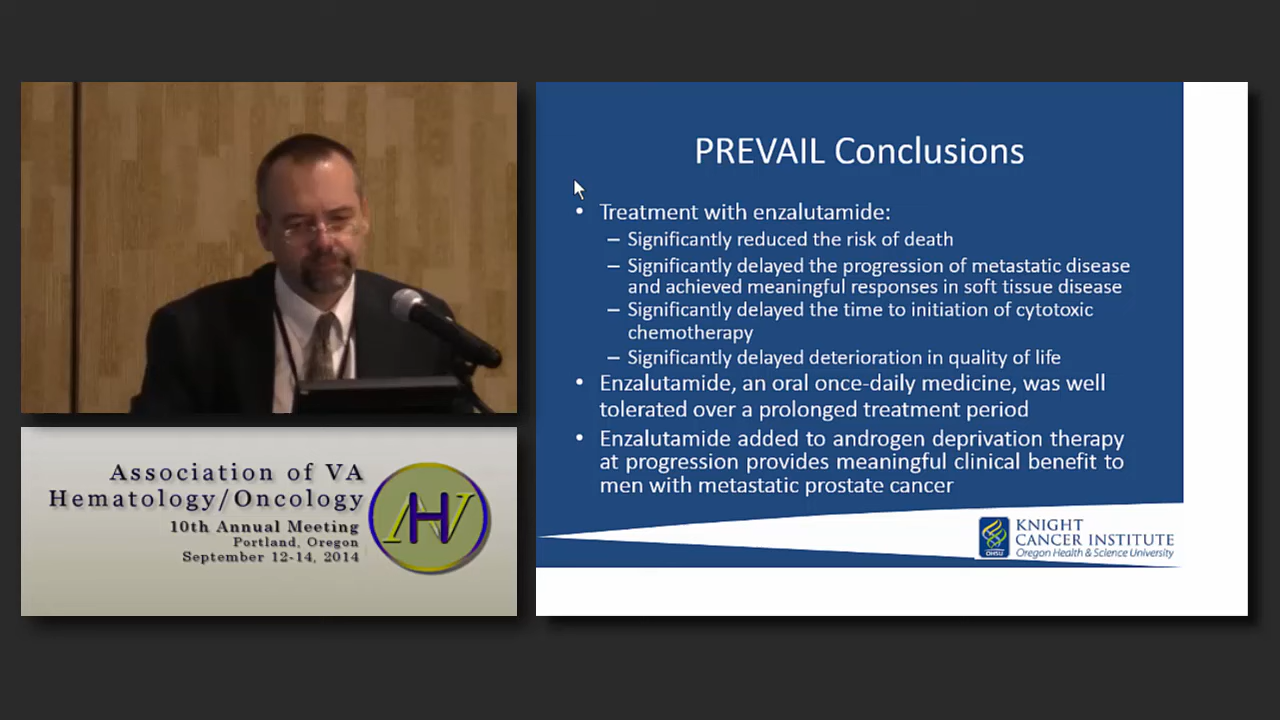 PREVAIL Conclusions
• Treatment with enzalutamide:
– Significantly reduced the risk of death
– Significantly delayed the progression of metastatic disease
and achieved meaningful responses in soft tissue disease
– Significantly delayed the time to initiation of cytotoxic
chemotherapy
– Significantly delayed deterioration in quality of life
• Enzalutamide, an oral once-daily medicine, was well
tolerated over a prolonged treatment period
• Enzalutamide added to androgen deprivation therapy
at progression provides meaningful clinical benefit to
men with metastatic prostate cancer
OHSU
KNIGHT
CANCER INSTITUTE
Oregon Health & Science University
Association of VA
Hematology/Oncology
10th Annual Meeting
Portland, Oregon
September 12-14, 2014
AVH